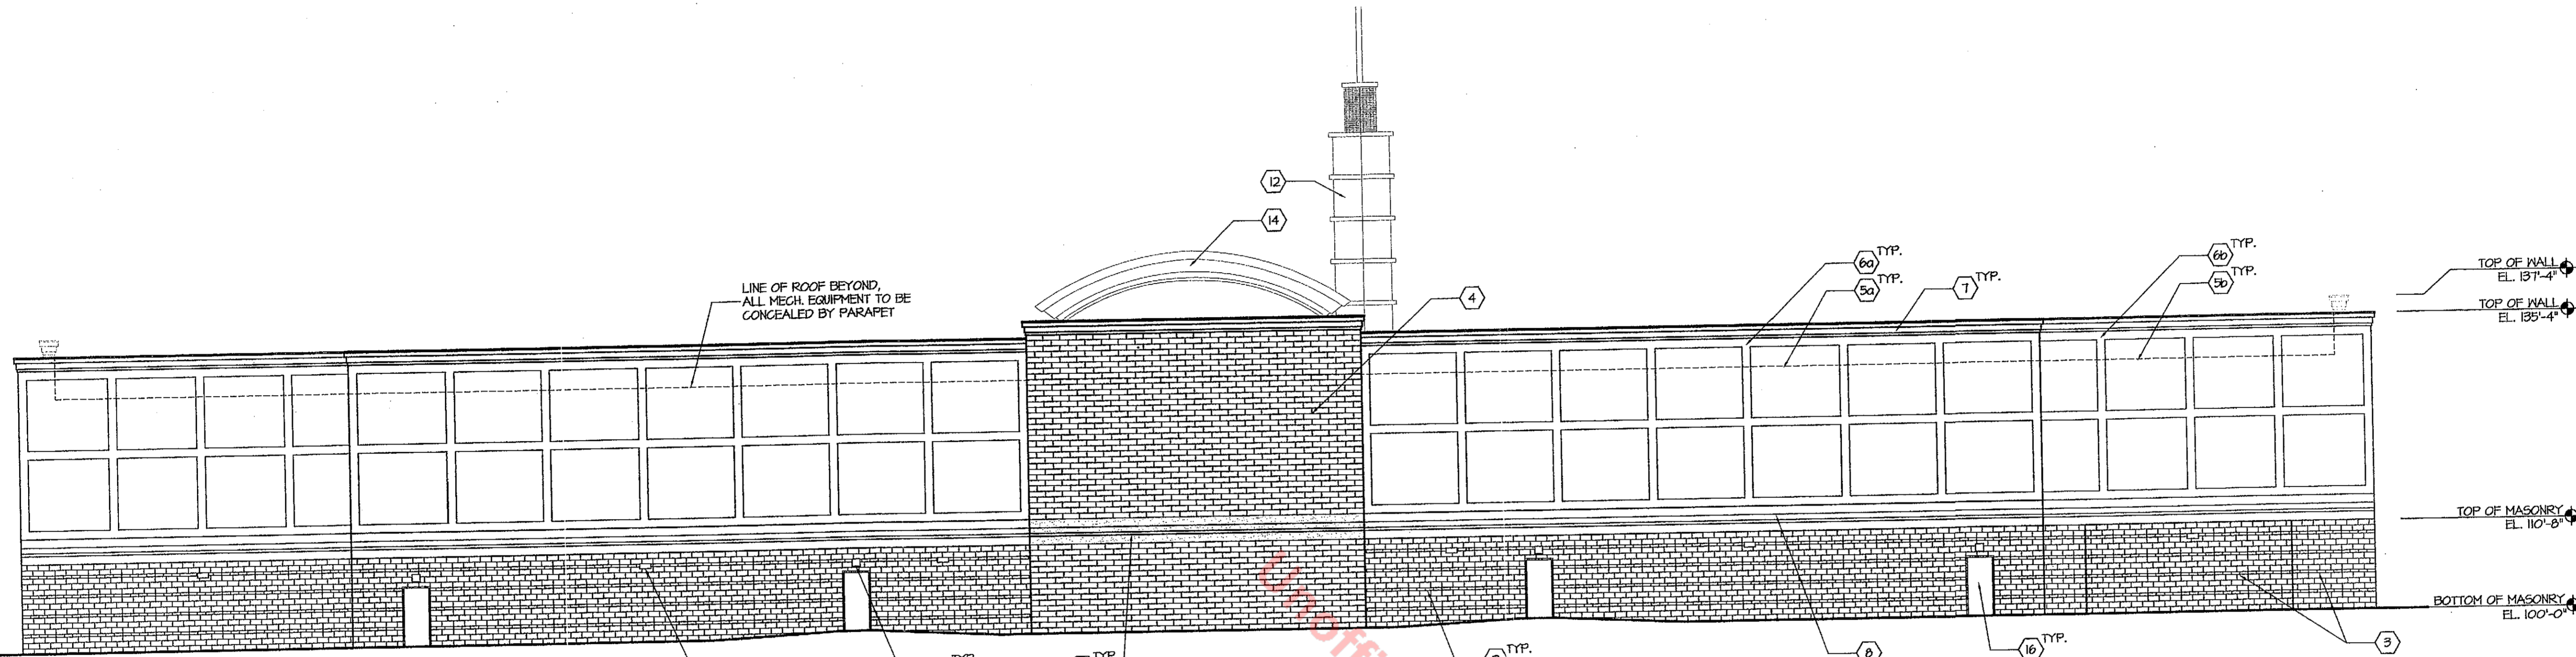 12
14
LINE OF ROOF BEYOND,
ALL MECH. EQUIPMENT TO BE
CONCEALED BY PARAPET
4
6a TYP.
5a TYP.
7 TYP.
6b TYP.
5b TYP.
TOP OF WALL
EL. 137'-4"
TOP OF WALL
EL. 135'-4"
TOP OF MASONRY
EL. 110'-8"
BOTTOM OF MASONRY
EL. 100'-0"
TYP.
TYP.
TYP.
8
16 TYP.
3